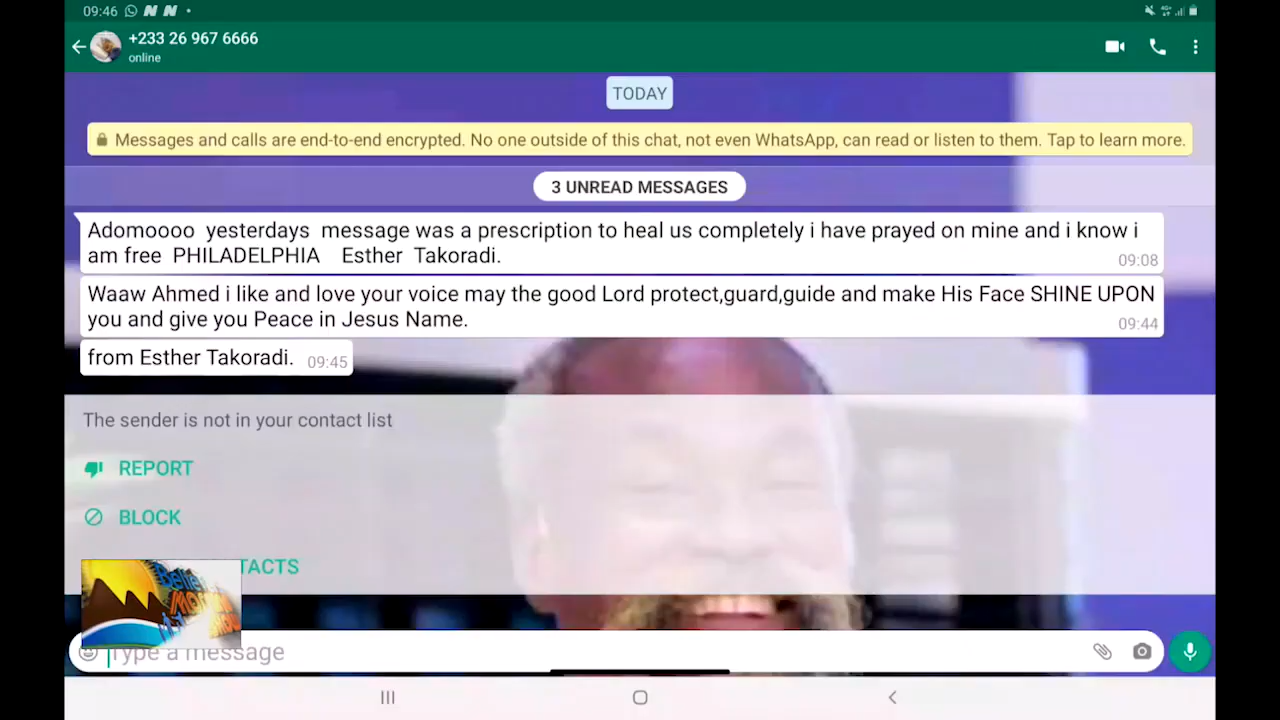 09:46
+233 26 967 6666
online
TODAY
Messages and calls are end-to-end encrypted. No one outside of this chat, not even WhatsApp, can read or listen to them. Tap to learn more.
3 UNREAD MESSAGES
Adomoooo yesterdays message was a prescription to heal us completely i have prayed on mine and i know i
am free PHILADELPHIA Esther Takoradi.
09:08
Waaw Ahmed i like and love your voice may the good Lord protect,guard,guide and make His Face SHINE UPON
you and give you Peace in Jesus Name.
09:44
from Esther Takoradi. 09:45
The sender is not in your contact list
REPORT
BLOCK
TACTS
Type a message